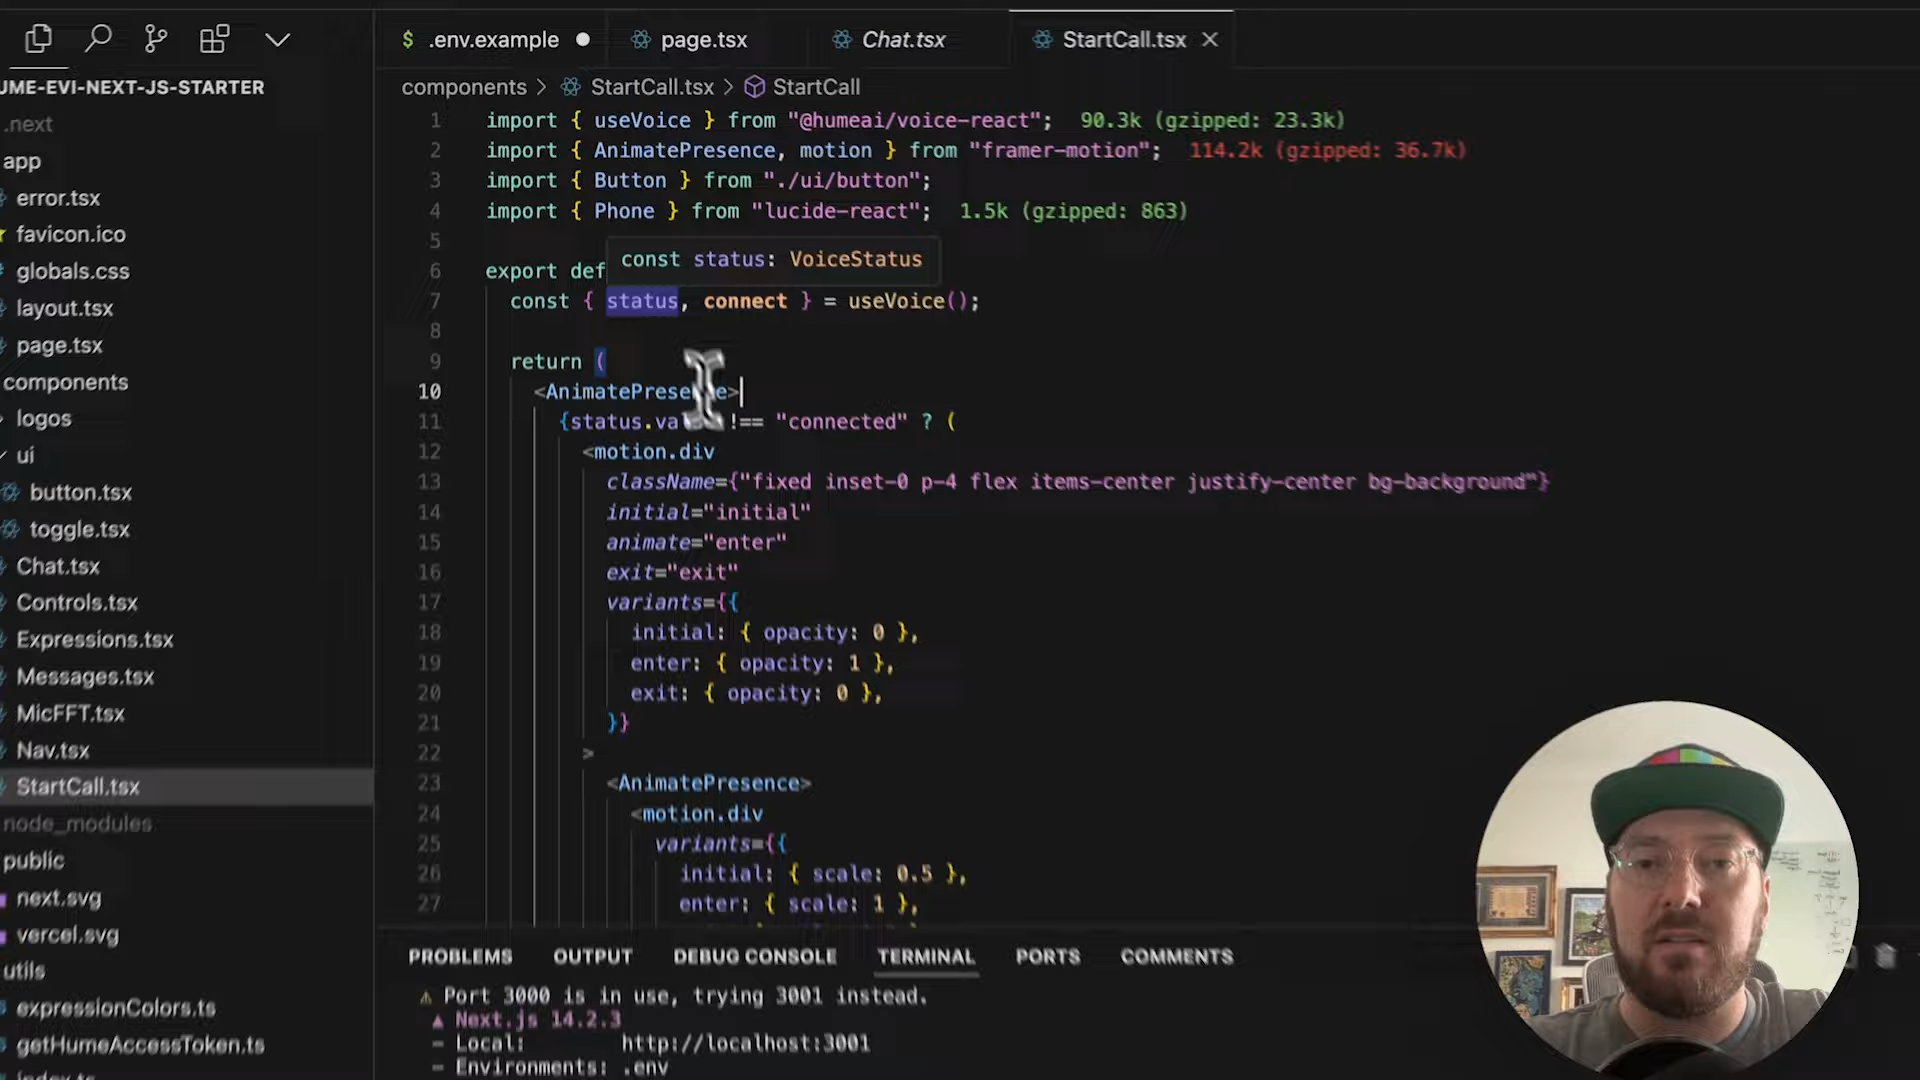 .env.example
page.tsx
Chat.tsx
StartCall.tsx
UME-EVI-NEXT-JS-STARTER
.next
app
error.tsx
favicon.ico
globals.css
layout.tsx
page.tsx
components
logos
ui
button.tsx
toggle.tsx
Chat.tsx
Controls.tsx
Expressions.tsx
Messages.tsx
MicFFT.tsx
Nav.tsx
StartCall.tsx
node_modules
public
next.svg
vercel.svg
utils
expressionColors.ts
getHumeAccessToken.ts
components > StartCall.tsx > StartCall
1 import { useVoice } from "@humeai/voice-react"; 90.3k (gzipped: 23.3k)
2 import { AnimatePresence, motion } from "framer-motion"; 114.2k (gzipped: 36.7k)
3 import { Button } from "./ui/button";
4 import { Phone } from "lucide-react"; 1.5k (gzipped: 863)
5
const status: VoiceStatus
6 export def
7 const { status, connect } = useVoice();
8
9 return (
10 <AnimatePresence>
11 {status.va !== "connected" ? (
12 <motion.div
13 className={"fixed inset-0 p-4 flex items-center justify-center bg-background"}
14 initial="initial"
15 animate="enter"
16 exit="exit"
17 variants={{
18 initial: { opacity: 0 },
19 enter: { opacity: 1 },
20 exit: { opacity: 0 },
21 }}
22 >
23 <AnimatePresence>
24 <motion.div
25 variants={{
26 initial: { scale: 0.5 },
27 enter: { scale: 1 },
PROBLEMS OUTPUT DEBUG CONSOLE TERMINAL PORTS COMMENTS
⚠ Port 3000 is in use, trying 3001 instead.
▲ Next.js 14.2.3
- Local: http://localhost:3001
- Environments: .env